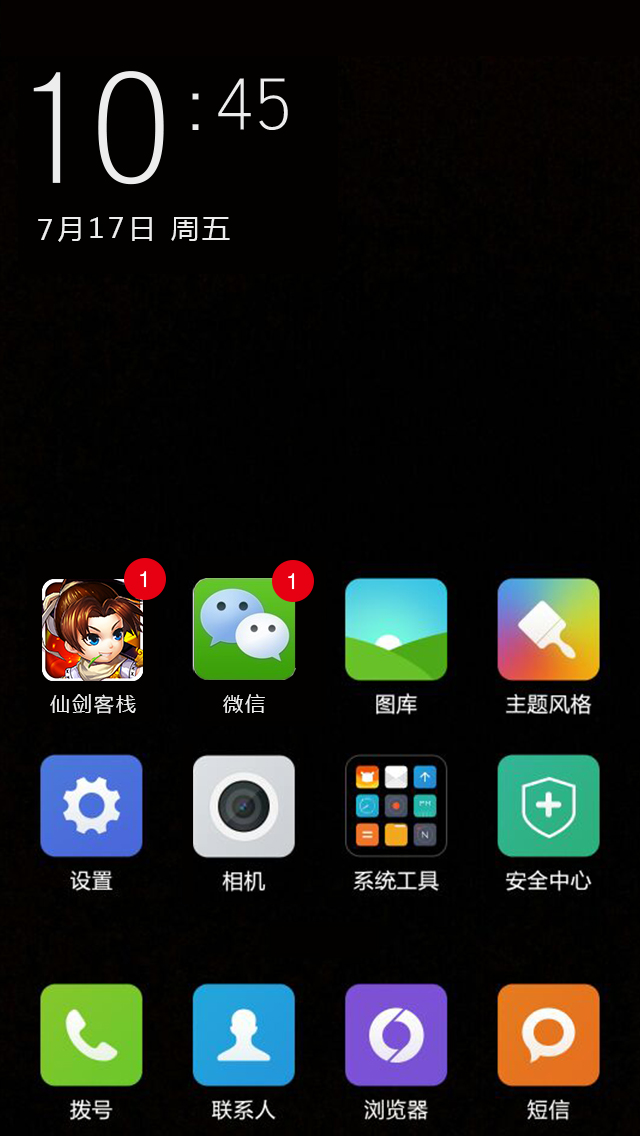 10:45
7月17日 周五
1
1
仙剑客栈 微信 图库 主题风格
设置 相机 系统工具 安全中心
拨号 联系人 浏览器 短信